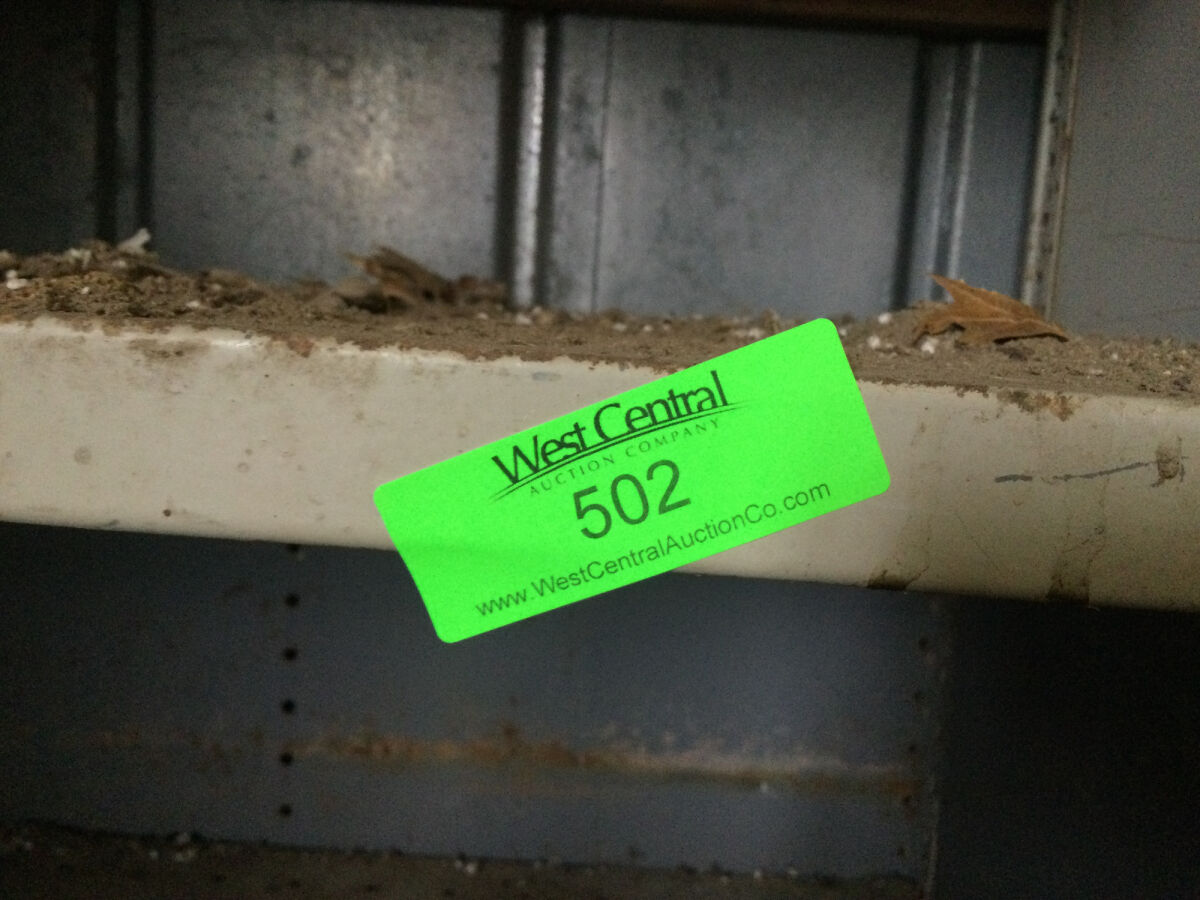 West Central
AUCTION COMPANY
502
www.WestCentralAuctionCo.com